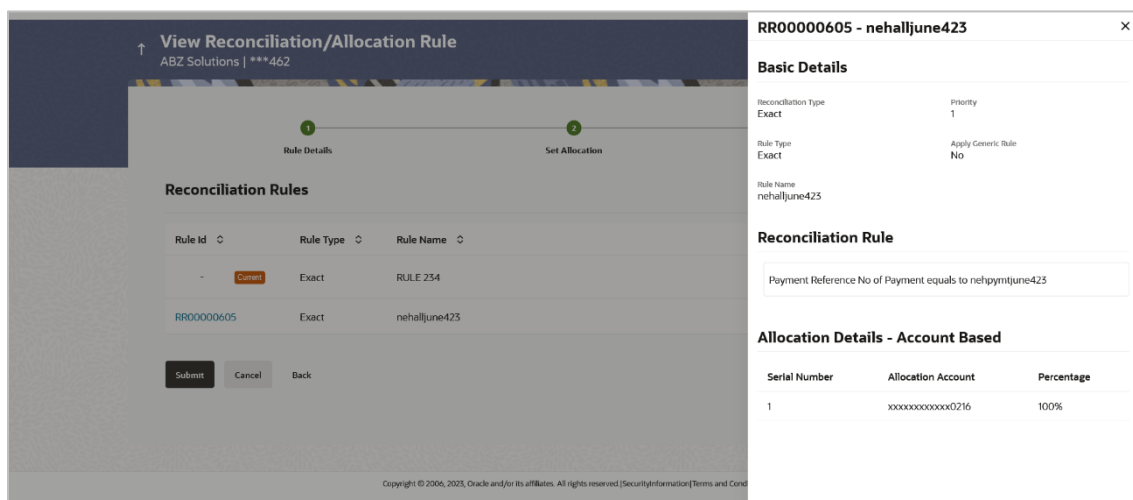 View Reconciliation/Allocation Rule
ABZ Solutions | ***462
1
2
Rule Details
Set Allocation
Reconciliation Rules
Rule Id Rule Type Rule Name
- Current Exact RULE 234
RR00000605 Exact nehalljune423
Submit Cancel Back
Copyright © 2006, 2023, Oracle and/or its affiliates. All rights reserved.|SecurityInformation|Terms and Cond
RR00000605 - nehalljune423
Basic Details
Reconciliation Type Priority
Exact 1
Rule Type Apply Generic Rule
Exact No
Rule Name
nehalljune423
Reconciliation Rule
Payment Reference No of Payment equals to nehpymtjune423
Allocation Details - Account Based
Serial Number Allocation Account Percentage
1 xxxxxxxxxxxx0216 100%